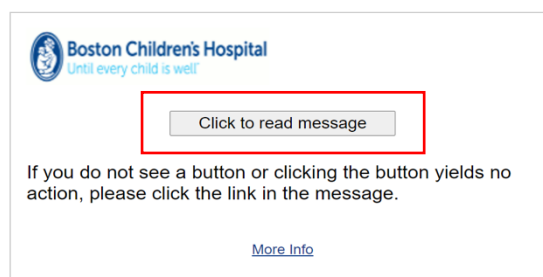 Boston Children's Hospital
Until every child is well™
Click to read message
If you do not see a button or clicking the button yields no
action, please click the link in the message.
More Info